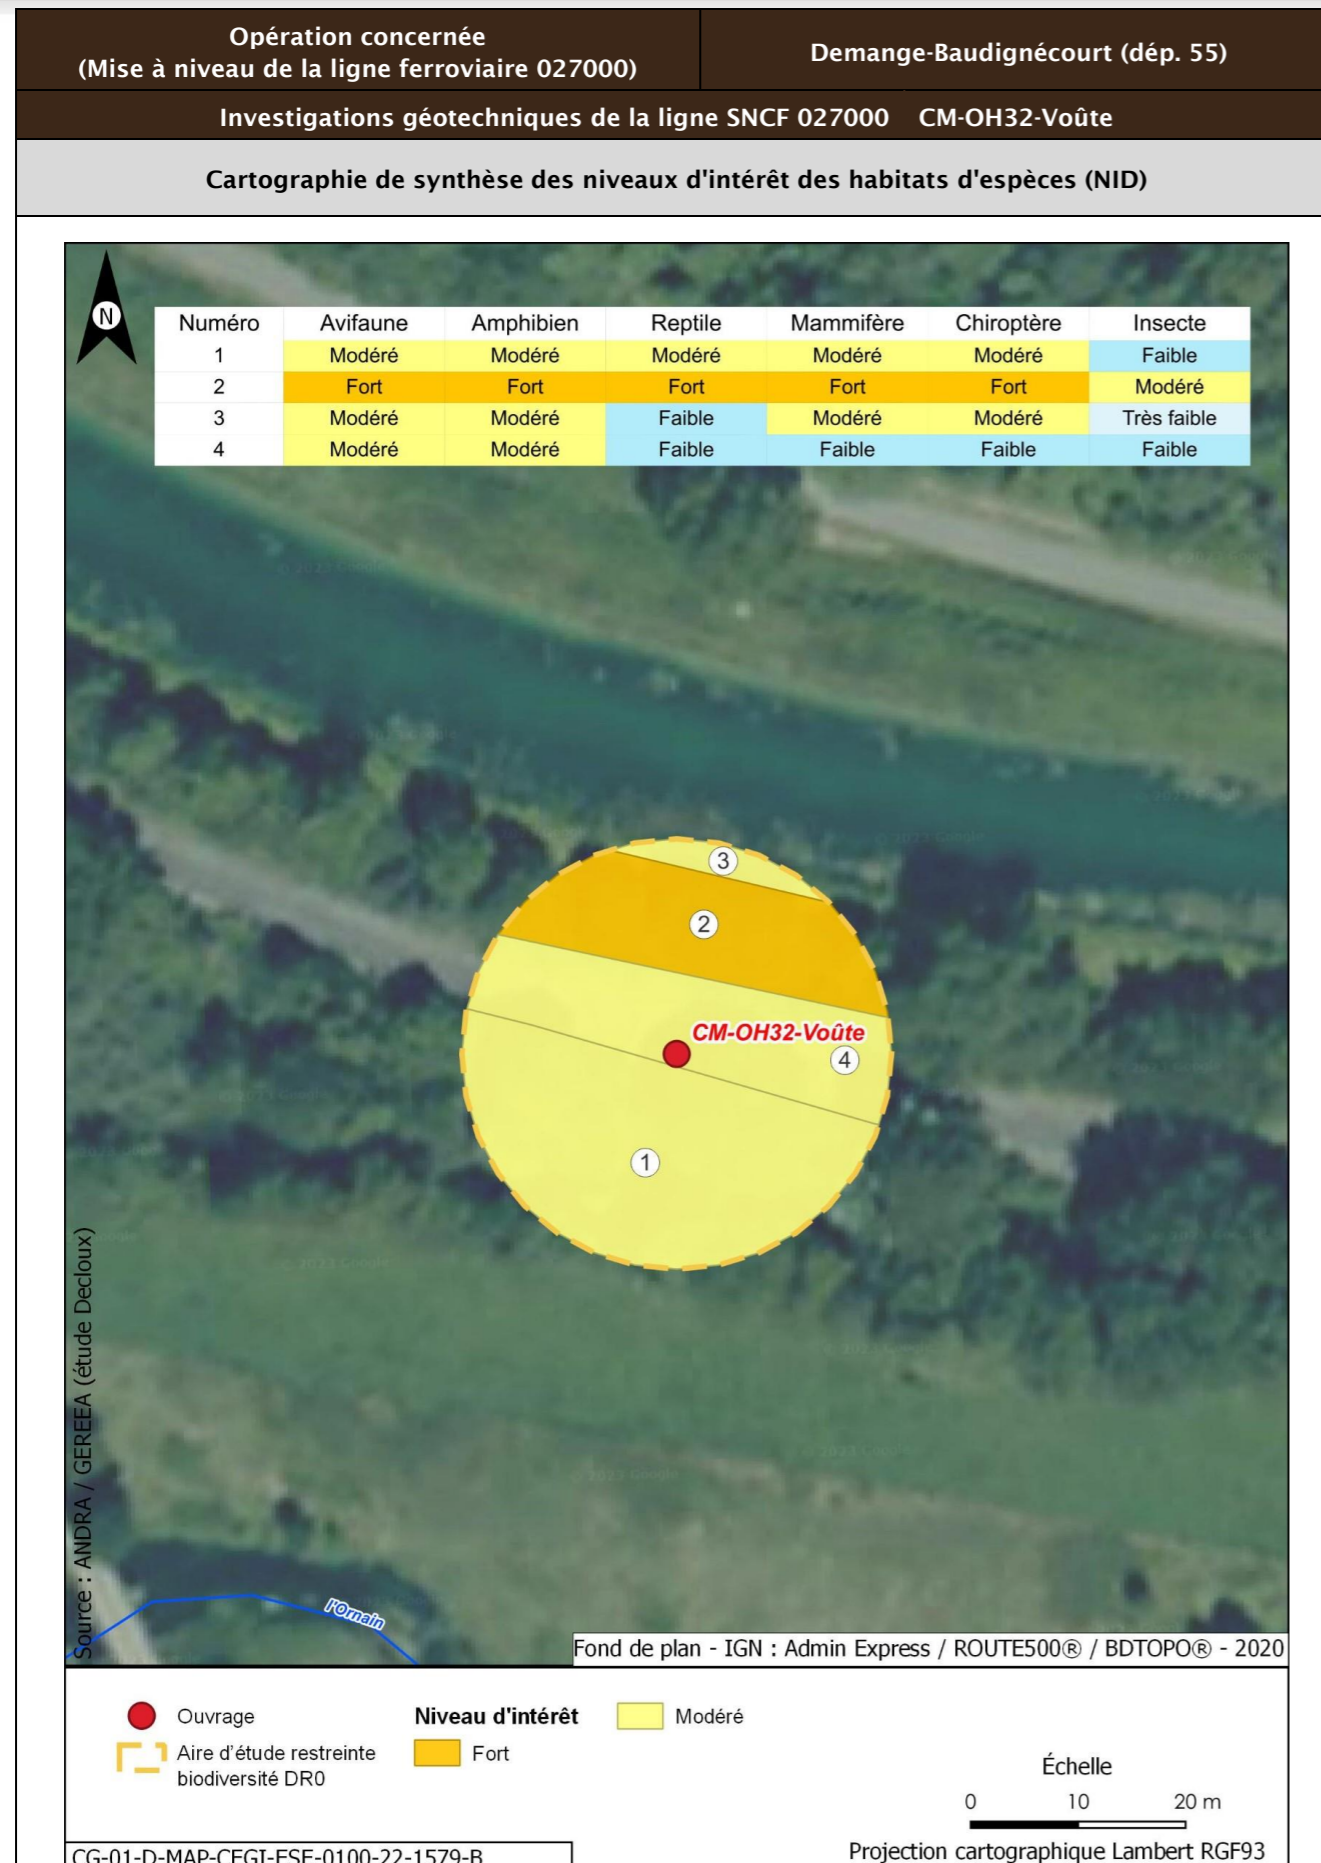 Opération concernée
(Mise à niveau de la ligne ferroviaire 027000)
Demange-Baudignécourt (dép. 55)
Investigations géotechniques de la ligne SNCF 027000 CM-OH32-Voûte
Cartographie de synthèse des niveaux d'intérêt des habitats d'espèces (NID)
N
Numéro Avifaune Amphibien Reptile Mammifère Chiroptère Insecte
1 Modéré Modéré Modéré Modéré Modéré Faible
2 Fort Fort Fort Fort Fort Modéré
3 Modéré Modéré Faible Modéré Modéré Très faible
4 Modéré Modéré Faible Faible Faible Faible
© 2023 Google
3
2
CM-OH32-Voûte
4
1
Source : ANDRA / GEREEA (étude Decloux)
l'Ornain
Fond de plan - IGN : Admin Express / ROUTE500® / BDTOPO® - 2020
Ouvrage
Aire d'étude restreinte
biodiversité DR0
Niveau d'intérêt
Fort
Modéré
Échelle
0 10 20 m
Projection cartographique Lambert RGF93
CG-01-D-MAP-CEGI-ESE-0100-22-1579-B